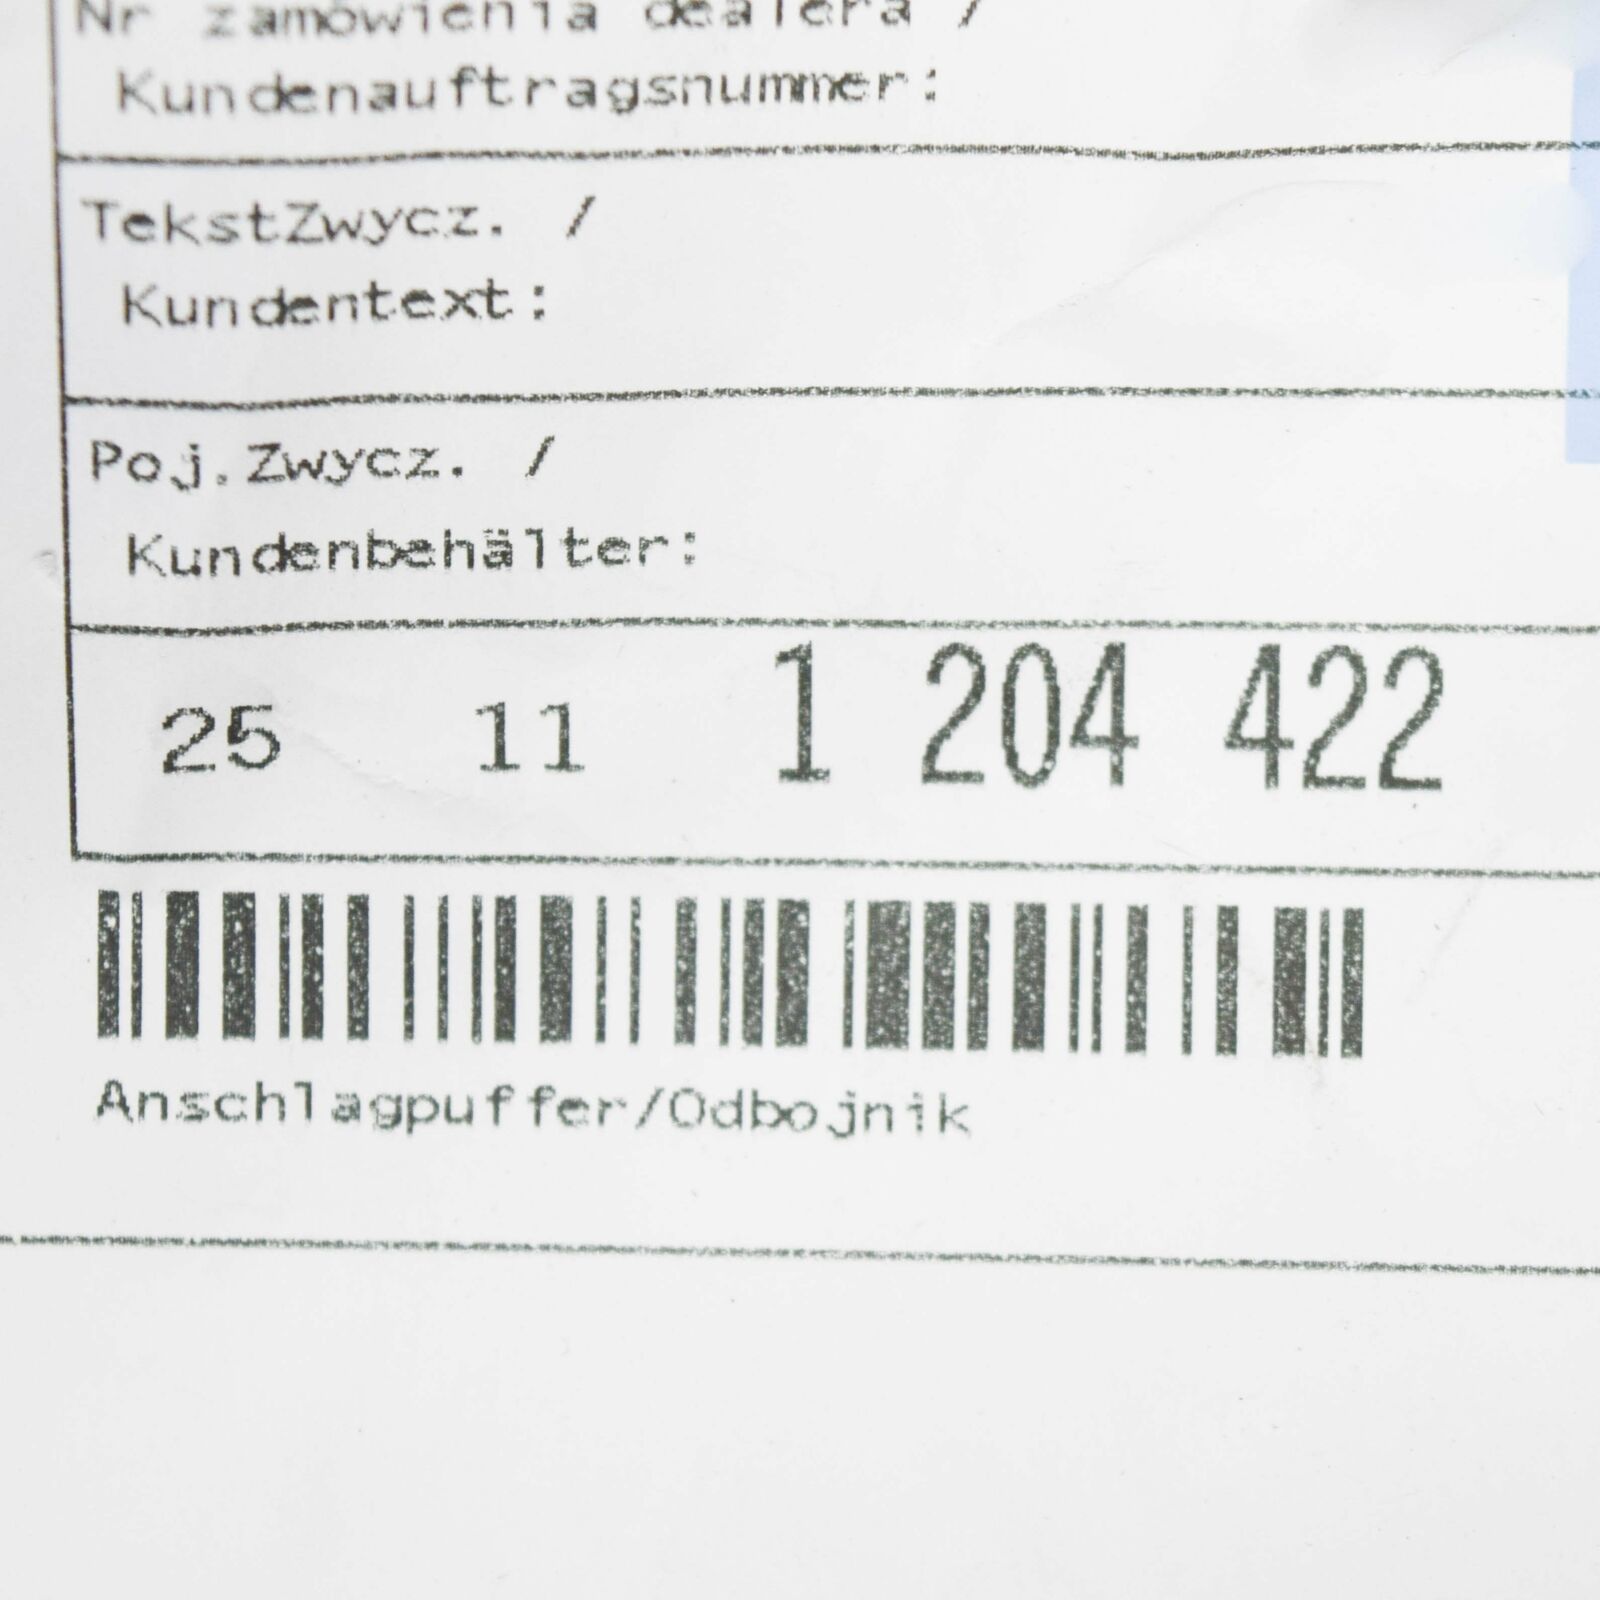 Nr zamówienia dealera /
Kundenauftragsnummer:
TekstZwycz. /
Kundentext:
Poj.Zwycz. /
Kundenbehälter:
25 11 1 204 422
Anschlagpuffer/Odbojnik